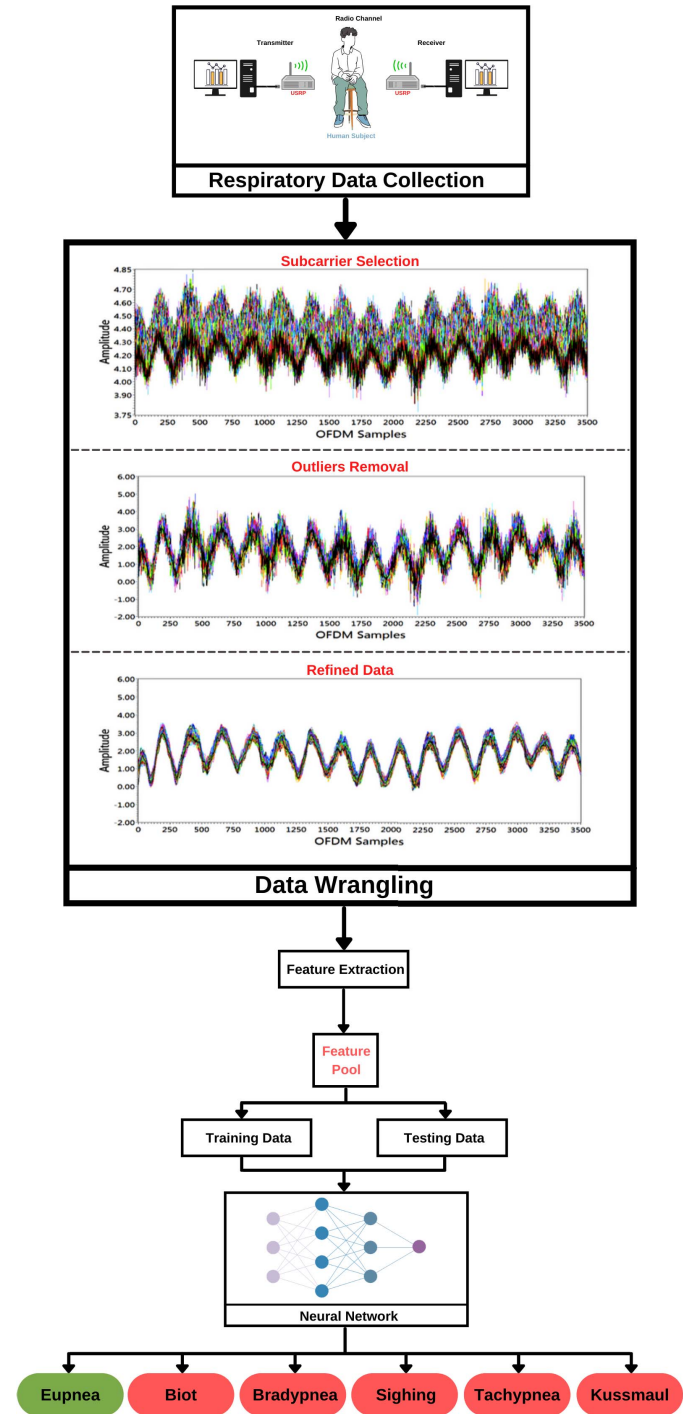 Radio Channel
Transmitter
Receiver
USRP
USRP
Human Subject
Respiratory Data Collection
Subcarrier Selection
4.85
4.70
4.60
4.50
4.40
4.30
4.20
4.10
4.00
3.90
3.75
Amplitude
0 250 500 750 1000 1250 1500 1750 2000 2250 2500 2750 3000 3250 3500
OFDM Samples
Outliers Removal
6.00
5.00
4.00
3.00
2.00
1.00
0.00
-1.00
-2.00
Amplitude
0 250 500 750 1000 1250 1500 1750 2000 2250 2500 2750 3000 3250 3500
OFDM Samples
Refined Data
6.00
5.00
4.00
3.00
2.00
1.00
0.00
-1.00
-2.00
Amplitude
0 250 500 750 1000 1250 1500 1750 2000 2250 2500 2750 3000 3250 3500
OFDM Samples
Data Wrangling
Feature Extraction
Feature
Pool
Training Data
Testing Data
Neural Network
Eupnea
Biot
Bradypnea
Sighing
Tachypnea
Kussmaul